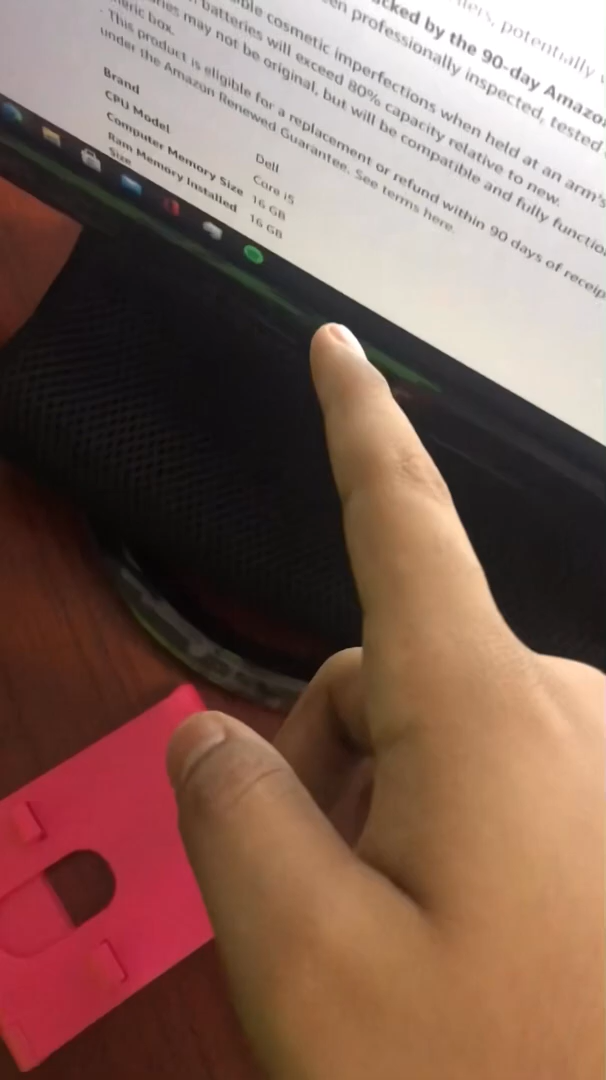 potentially
cked by the 90-day Amazo
en professionally inspected, tested
ble cosmetic imperfections when held at an arm's
batteries will exceed 80% capacity relative to new.
ries may not be original, but will be compatible and fully functio
eric box.
This product is eligible for a replacement or refund within 90 days of receip
under the Amazon Renewed Guarantee. See terms here.
Brand Dell
CPU Model Core i5
Computer Memory Size 16 GB
Ram Memory Installed 16 GB
Size